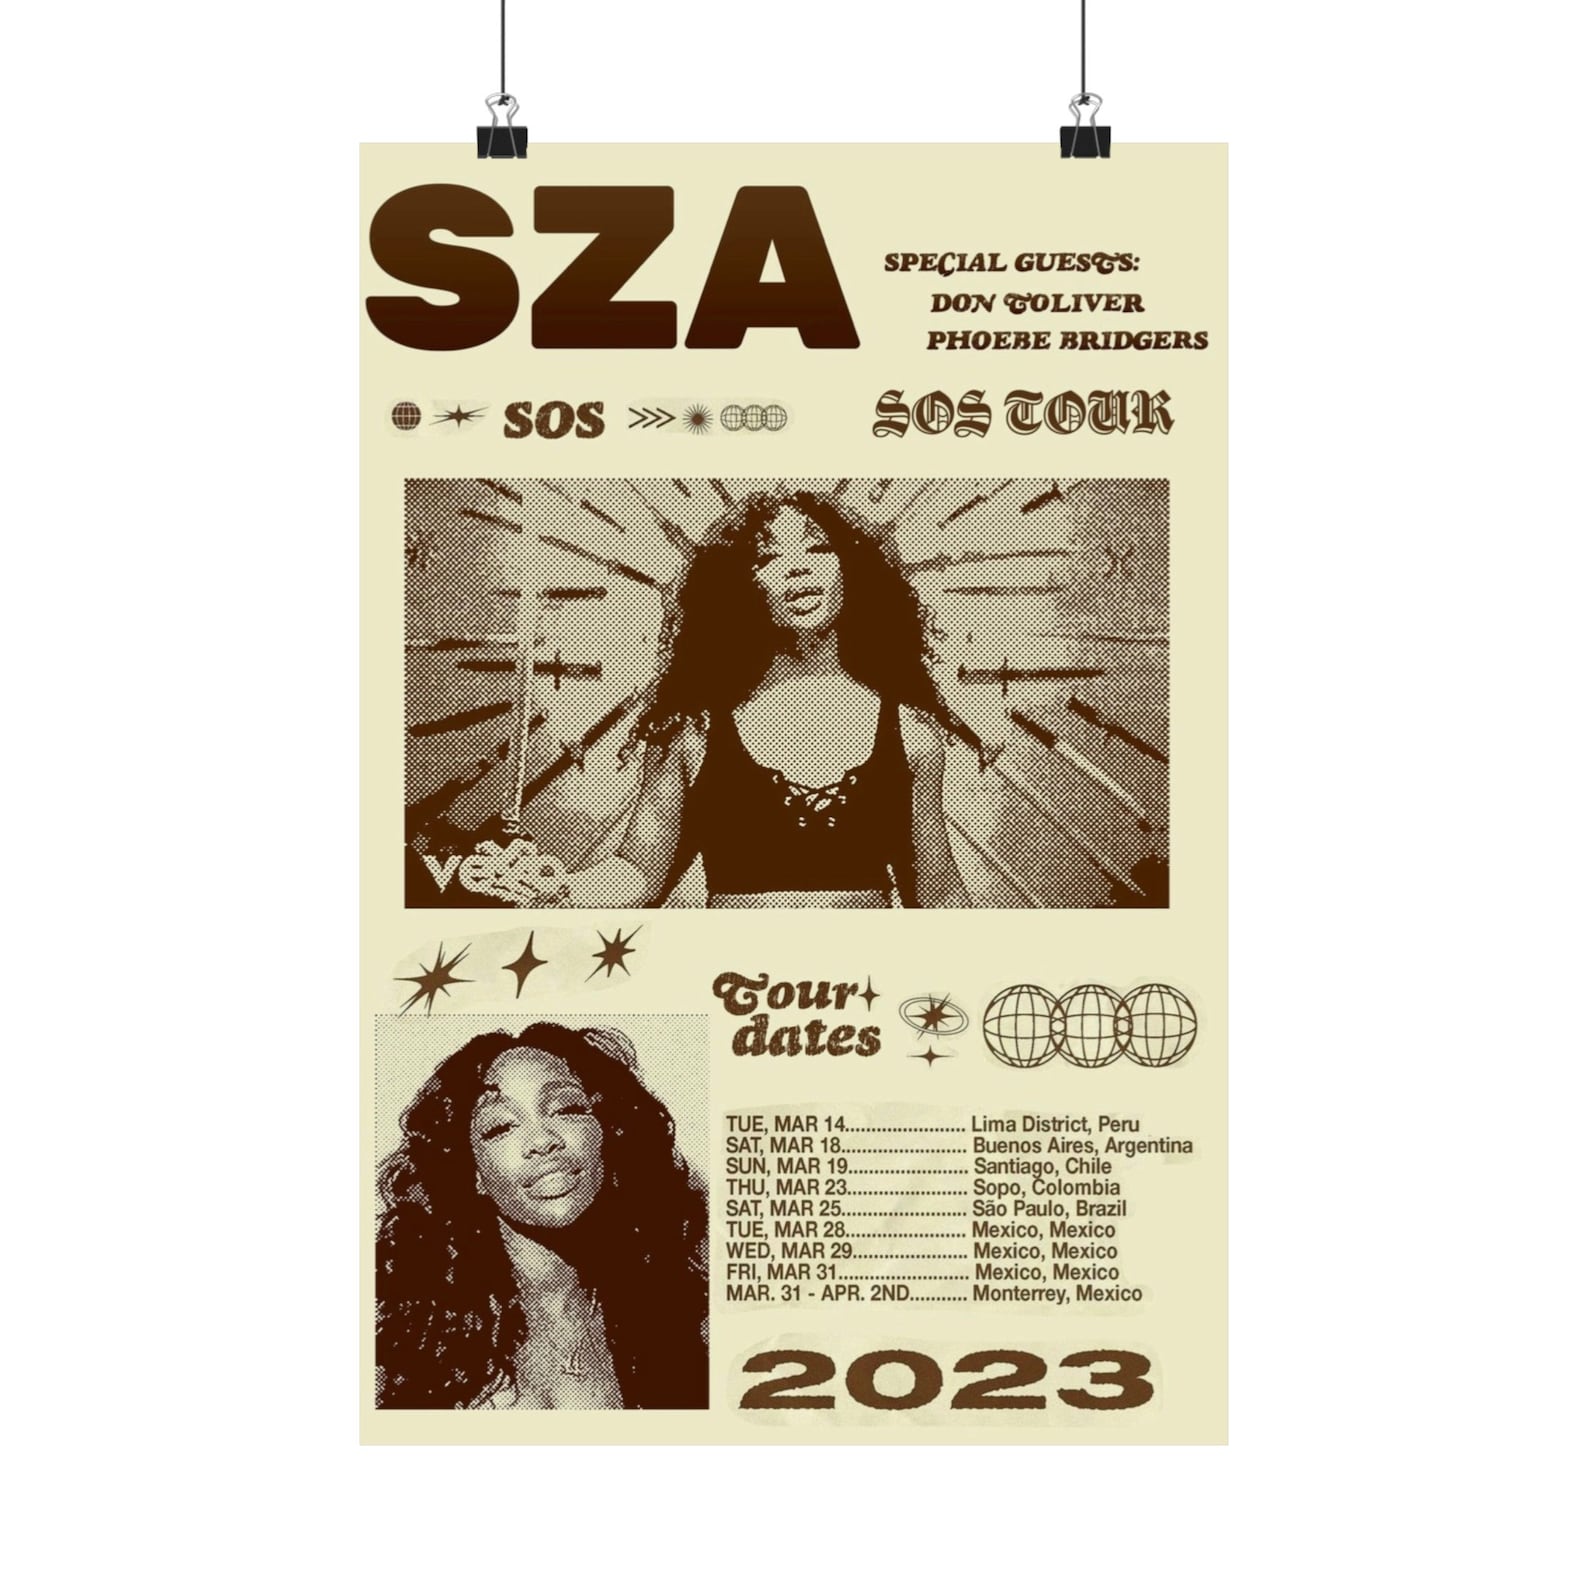 SZA
SPECIAL GUESTS:
DON TOLIVER
PHOEBE BRIDGERS
SOS >>>
SOS TOUR
vevo
Tour
dates
TUE, MAR 14....................... Lima District, Peru
SAT, MAR 18........................ Buenos Aires, Argentina
SUN, MAR 19....................... Santiago, Chile
THU, MAR 23....................... Sopo, Colombia
SAT, MAR 25........................ São Paulo, Brazil
TUE, MAR 28....................... Mexico, Mexico
WED, MAR 29...................... Mexico, Mexico
FRI, MAR 31......................... Mexico, Mexico
MAR. 31 - APR. 2ND........... Monterrey, Mexico
2023